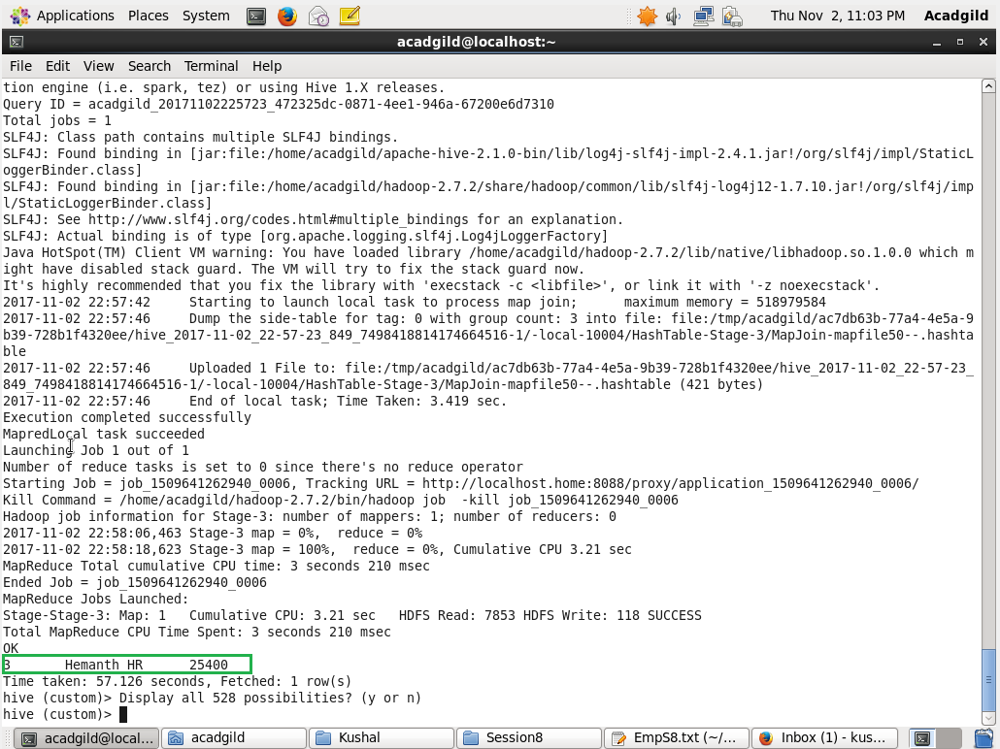 Applications Places System Thu Nov 2, 11:03 PM Acadgild
acadgild@localhost:~
File Edit View Search Terminal Help
tion engine (i.e. spark, tez) or using Hive 1.X releases.
Query ID = acadgild_20171102225723_472325dc-0871-4ee1-946a-67200e6d7310
Total jobs = 1
SLF4J: Class path contains multiple SLF4J bindings.
SLF4J: Found binding in [jar:file:/home/acadgild/apache-hive-2.1.0-bin/lib/log4j-slf4j-impl-2.4.1.jar!/org/slf4j/impl/StaticL
oggerBinder.class]
SLF4J: Found binding in [jar:file:/home/acadgild/hadoop-2.7.2/share/hadoop/common/lib/slf4j-log4j12-1.7.10.jar!/org/slf4j/imp
l/StaticLoggerBinder.class]
SLF4J: See http://www.slf4j.org/codes.html#multiple_bindings for an explanation.
SLF4J: Actual binding is of type [org.apache.logging.slf4j.Log4jLoggerFactory]
Java HotSpot(TM) Client VM warning: You have loaded library /home/acadgild/hadoop-2.7.2/lib/native/libhadoop.so.1.0.0 which m
ight have disabled stack guard. The VM will try to fix the stack guard now.
It's highly recommended that you fix the library with 'execstack -c <libfile>', or link it with '-z noexecstack'.
2017-11-02 22:57:42 Starting to launch local task to process map join; maximum memory = 518979584
2017-11-02 22:57:46 Dump the side-table for tag: 0 with group count: 3 into file: file:/tmp/acadgild/ac7db63b-77a4-4e5a-9
b39-728b1f4320ee/hive_2017-11-02_22-57-23_849_7498418814174664516-1/-local-10004/HashTable-Stage-3/MapJoin-mapfile50--.hashta
ble
2017-11-02 22:57:46 Uploaded 1 File to: file:/tmp/acadgild/ac7db63b-77a4-4e5a-9b39-728b1f4320ee/hive_2017-11-02_22-57-23_
849_7498418814174664516-1/-local-10004/HashTable-Stage-3/MapJoin-mapfile50--.hashtable (421 bytes)
2017-11-02 22:57:46 End of local task; Time Taken: 3.419 sec.
Execution completed successfully
MapredLocal task succeeded
Launching Job 1 out of 1
Number of reduce tasks is set to 0 since there's no reduce operator
Starting Job = job_1509641262940_0006, Tracking URL = http://localhost.home:8088/proxy/application_1509641262940_0006/
Kill Command = /home/acadgild/hadoop-2.7.2/bin/hadoop job -kill job_1509641262940_0006
Hadoop job information for Stage-3: number of mappers: 1; number of reducers: 0
2017-11-02 22:58:06,463 Stage-3 map = 0%, reduce = 0%
2017-11-02 22:58:18,623 Stage-3 map = 100%, reduce = 0%, Cumulative CPU 3.21 sec
MapReduce Total cumulative CPU time: 3 seconds 210 msec
Ended Job = job_1509641262940_0006
MapReduce Jobs Launched:
Stage-Stage-3: Map: 1 Cumulative CPU: 3.21 sec HDFS Read: 7853 HDFS Write: 118 SUCCESS
Total MapReduce CPU Time Spent: 3 seconds 210 msec
OK
3 Hemanth HR 25400
Time taken: 57.126 seconds, Fetched: 1 row(s)
hive (custom)> Display all 528 possibilities? (y or n)
hive (custom)>
acadgild@local... acadgild Kushal Session8 EmpS8.txt (~/... Inbox (1) - kus...